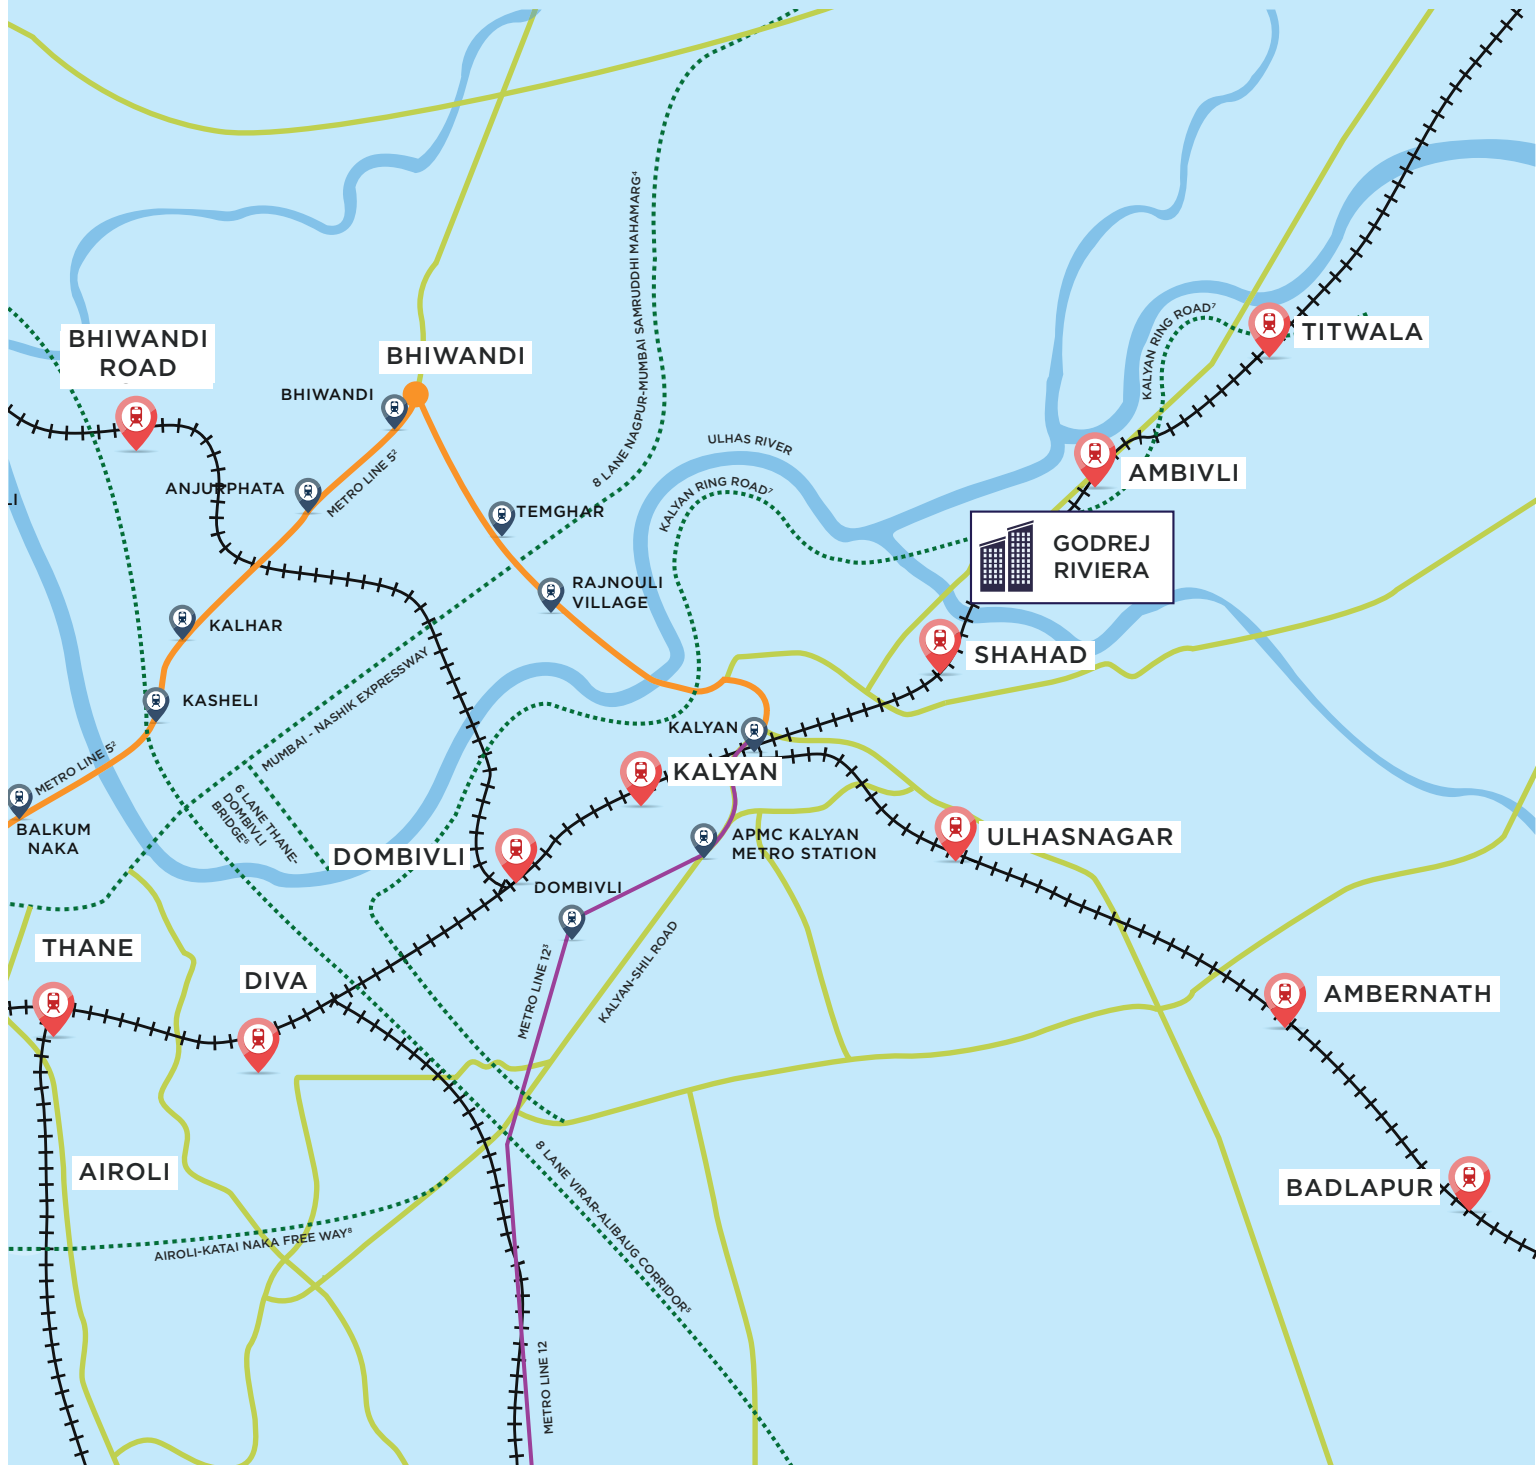 8 LANE NAGPUR-MUMBAI SAMRUDDHI MAHAMARG⁴
KALYAN RING ROAD⁷
TITWALA
BHIWANDI
ROAD
BHIWANDI
BHIWANDI
ULHAS RIVER
AMBIVLI
METRO LINE 5²
ANJURPHATA
KALYAN RING ROAD⁷
LI
TEMGHAR
GODREJ
RIVIERA
RAJNOULI
VILLAGE
KALHAR
SHAHAD
MUMBAI - NASHIK EXPRESSWAY
KASHELI
KALYAN
METRO LINE 5²
KALYAN
6 LANE THANE-
DOMBIVLI
BRIDGE⁶
BALKUM
NAKA
APMC KALYAN
METRO STATION
ULHASNAGAR
DOMBIVLI
DOMBIVLI
THANE
DIVA
METRO LINE 12³
KALYAN-SHIL ROAD
AMBERNATH
AIROLI
BADLAPUR
8 LANE VIRAR-ALIBAUG CORRIDOR⁵
AIROLI-KATAI NAKA FREE WAY⁸
METRO LINE 12